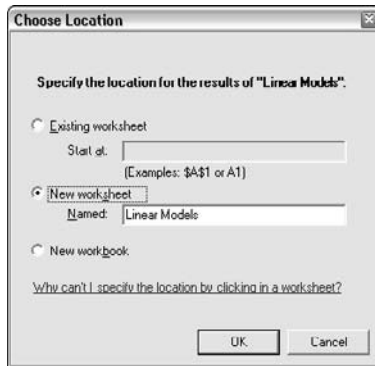 Choose Location
Specify the location for the results of "Linear Models".
Existing worksheet
Start at:
(Examples: $A$1 or A1)
New worksheet
Named: Linear Models
New workbook
Why can't I specify the location by clicking in a worksheet?
OK Cancel